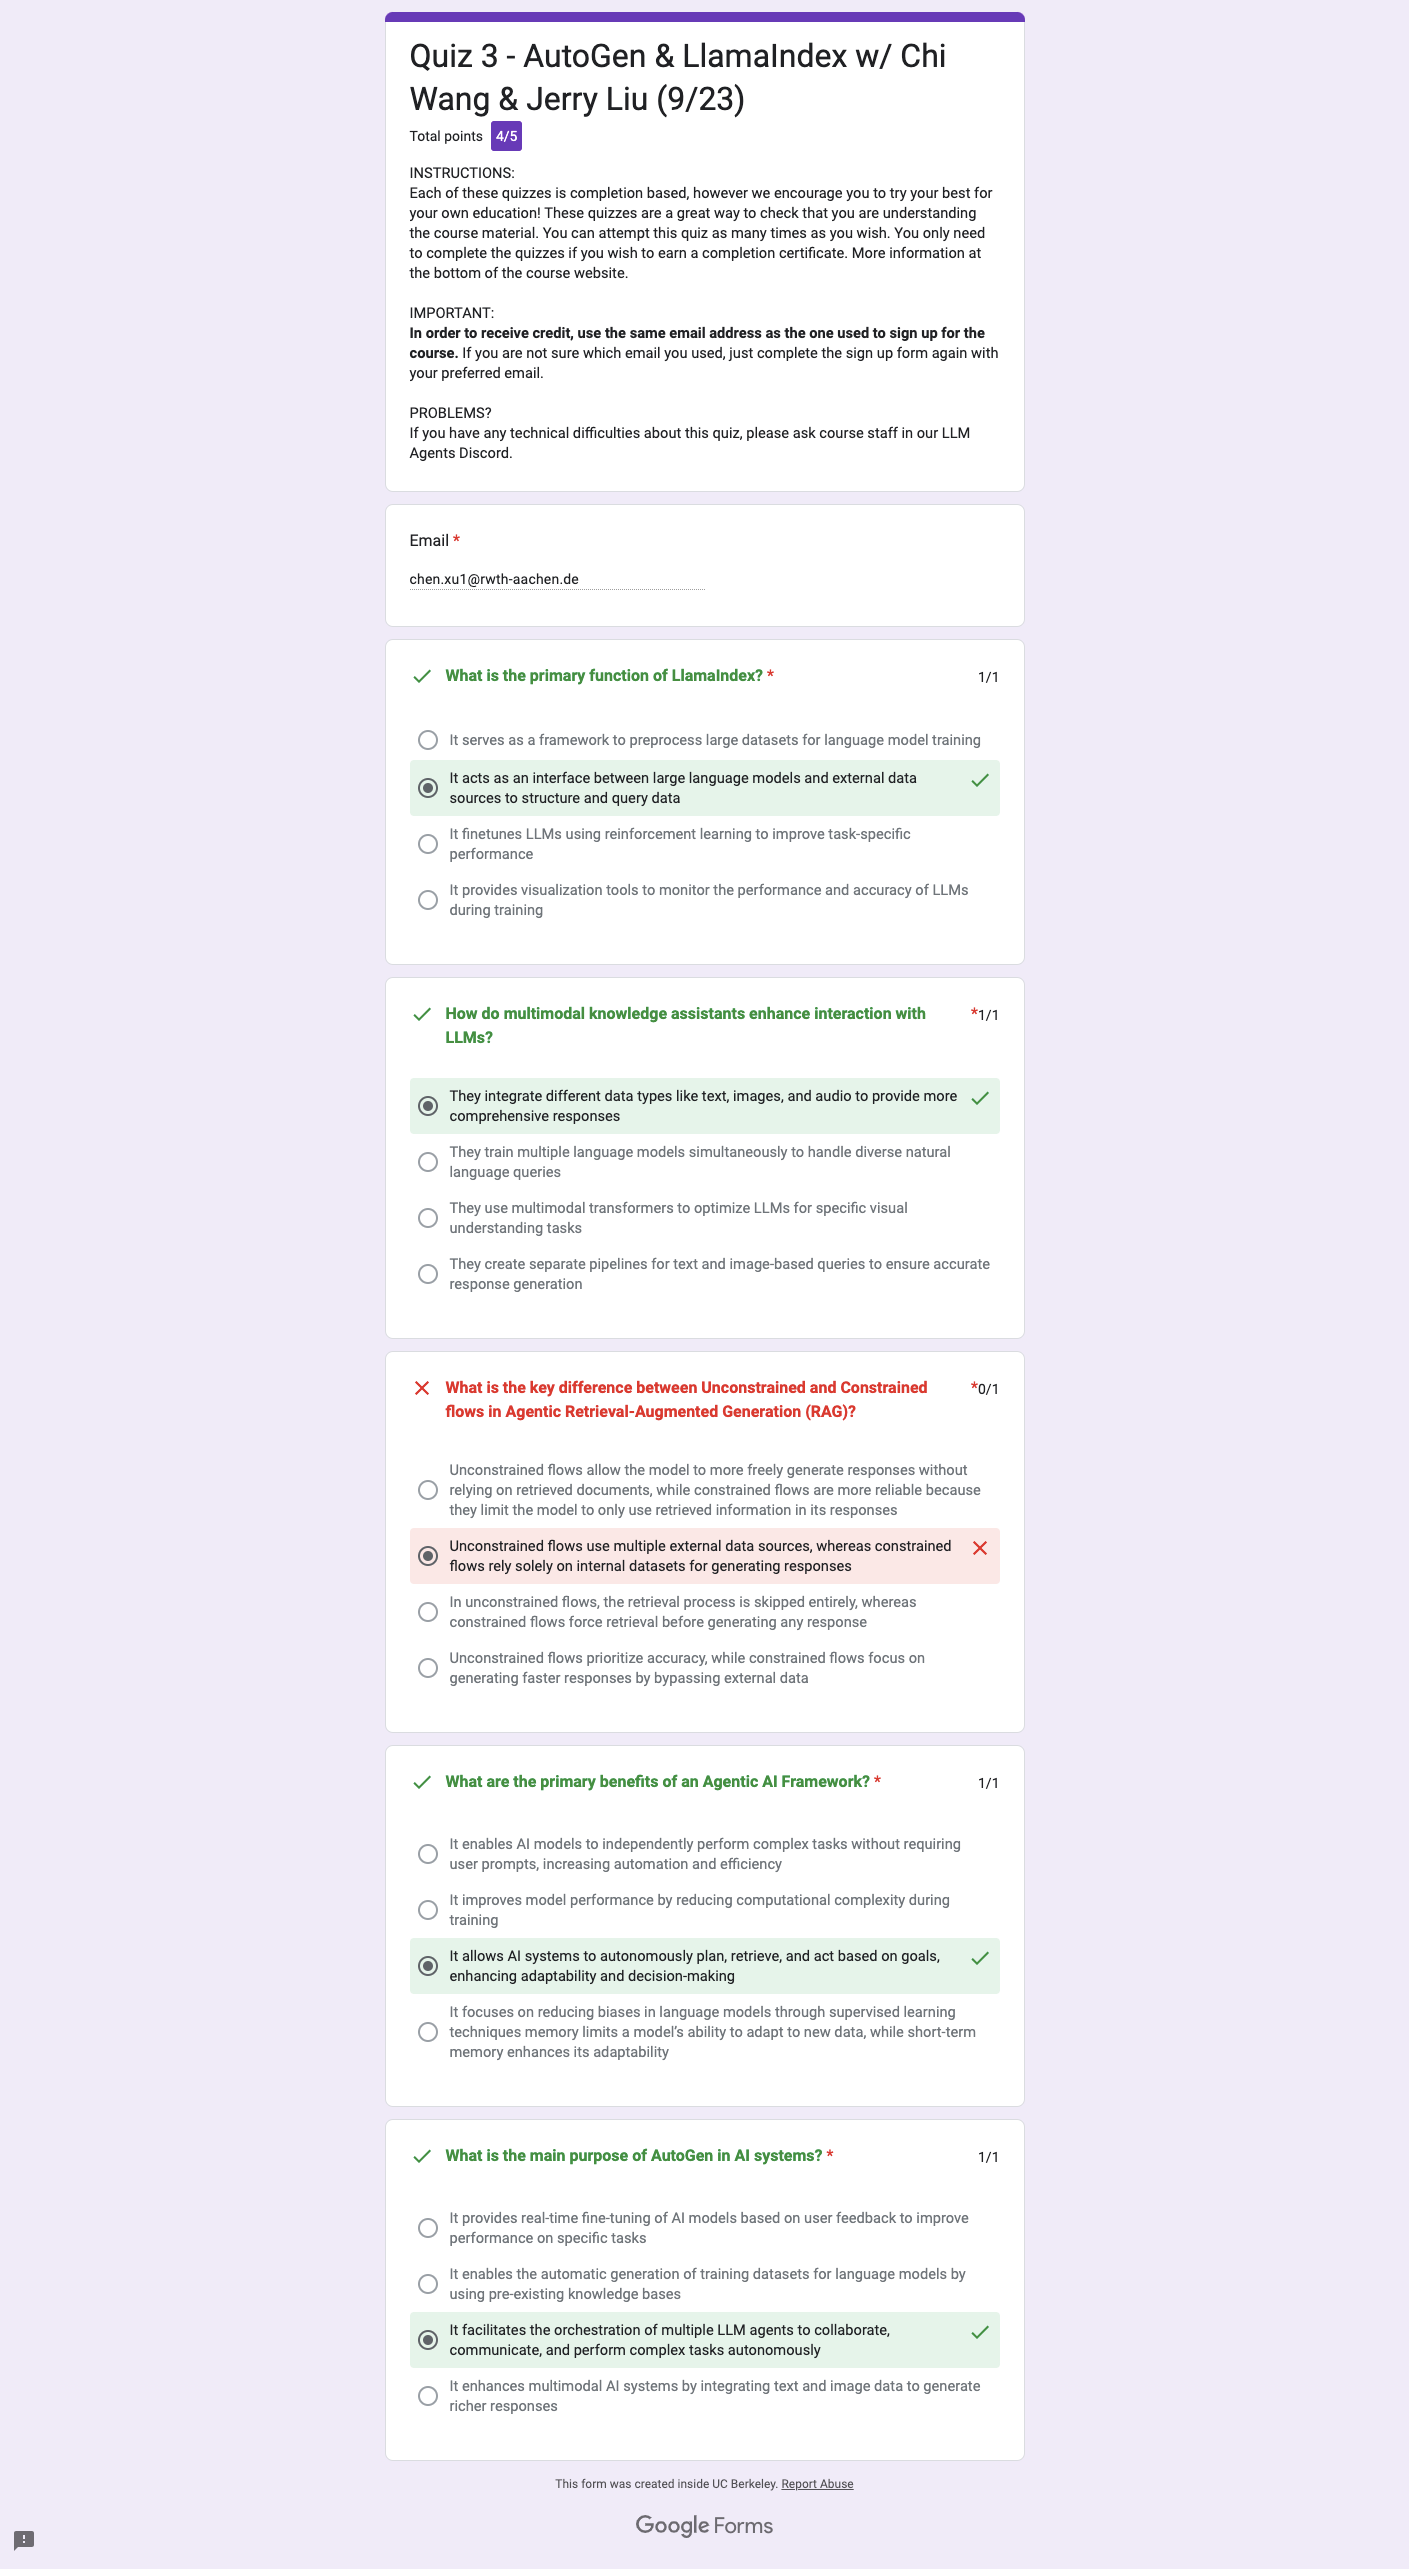 Quiz 3 - AutoGen & LlamaIndex w/ Chi
Wang & Jerry Liu (9/23)
Total points 4/5
INSTRUCTIONS:
Each of these quizzes is completion based, however we encourage you to try your best for
your own education! These quizzes are a great way to check that you are understanding
the course material. You can attempt this quiz as many times as you wish. You only need
to complete the quizzes if you wish to earn a completion certificate. More information at
the bottom of the course website.
IMPORTANT:
In order to receive credit, use the same email address as the one used to sign up for the
course. If you are not sure which email you used, just complete the sign up form again with
your preferred email.
PROBLEMS?
If you have any technical difficulties about this quiz, please ask course staff in our LLM
Agents Discord.
Email *
chen.xu1@rwth-aachen.de
What is the primary function of LlamaIndex? * 1/1
It serves as a framework to preprocess large datasets for language model training
It acts as an interface between large language models and external data
sources to structure and query data
It finetunes LLMs using reinforcement learning to improve task-specific
performance
It provides visualization tools to monitor the performance and accuracy of LLMs
during training
How do multimodal knowledge assistants enhance interaction with *1/1
LLMs?
They integrate different data types like text, images, and audio to provide more
comprehensive responses
They train multiple language models simultaneously to handle diverse natural
language queries
They use multimodal transformers to optimize LLMs for specific visual
understanding tasks
They create separate pipelines for text and image-based queries to ensure accurate
response generation
What is the key difference between Unconstrained and Constrained *0/1
flows in Agentic Retrieval-Augmented Generation (RAG)?
Unconstrained flows allow the model to more freely generate responses without
relying on retrieved documents, while constrained flows are more reliable because
they limit the model to only use retrieved information in its responses
Unconstrained flows use multiple external data sources, whereas constrained
flows rely solely on internal datasets for generating responses
In unconstrained flows, the retrieval process is skipped entirely, whereas
constrained flows force retrieval before generating any response
Unconstrained flows prioritize accuracy, while constrained flows focus on
generating faster responses by bypassing external data
What are the primary benefits of an Agentic AI Framework? * 1/1
It enables AI models to independently perform complex tasks without requiring
user prompts, increasing automation and efficiency
It improves model performance by reducing computational complexity during
training
It allows AI systems to autonomously plan, retrieve, and act based on goals,
enhancing adaptability and decision-making
It focuses on reducing biases in language models through supervised learning
techniques memory limits a model’s ability to adapt to new data, while short-term
memory enhances its adaptability
What is the main purpose of AutoGen in AI systems? * 1/1
It provides real-time fine-tuning of AI models based on user feedback to improve
performance on specific tasks
It enables the automatic generation of training datasets for language models by
using pre-existing knowledge bases
It facilitates the orchestration of multiple LLM agents to collaborate,
communicate, and perform complex tasks autonomously
It enhances multimodal AI systems by integrating text and image data to generate
richer responses
This form was created inside UC Berkeley. Report Abuse
Google Forms